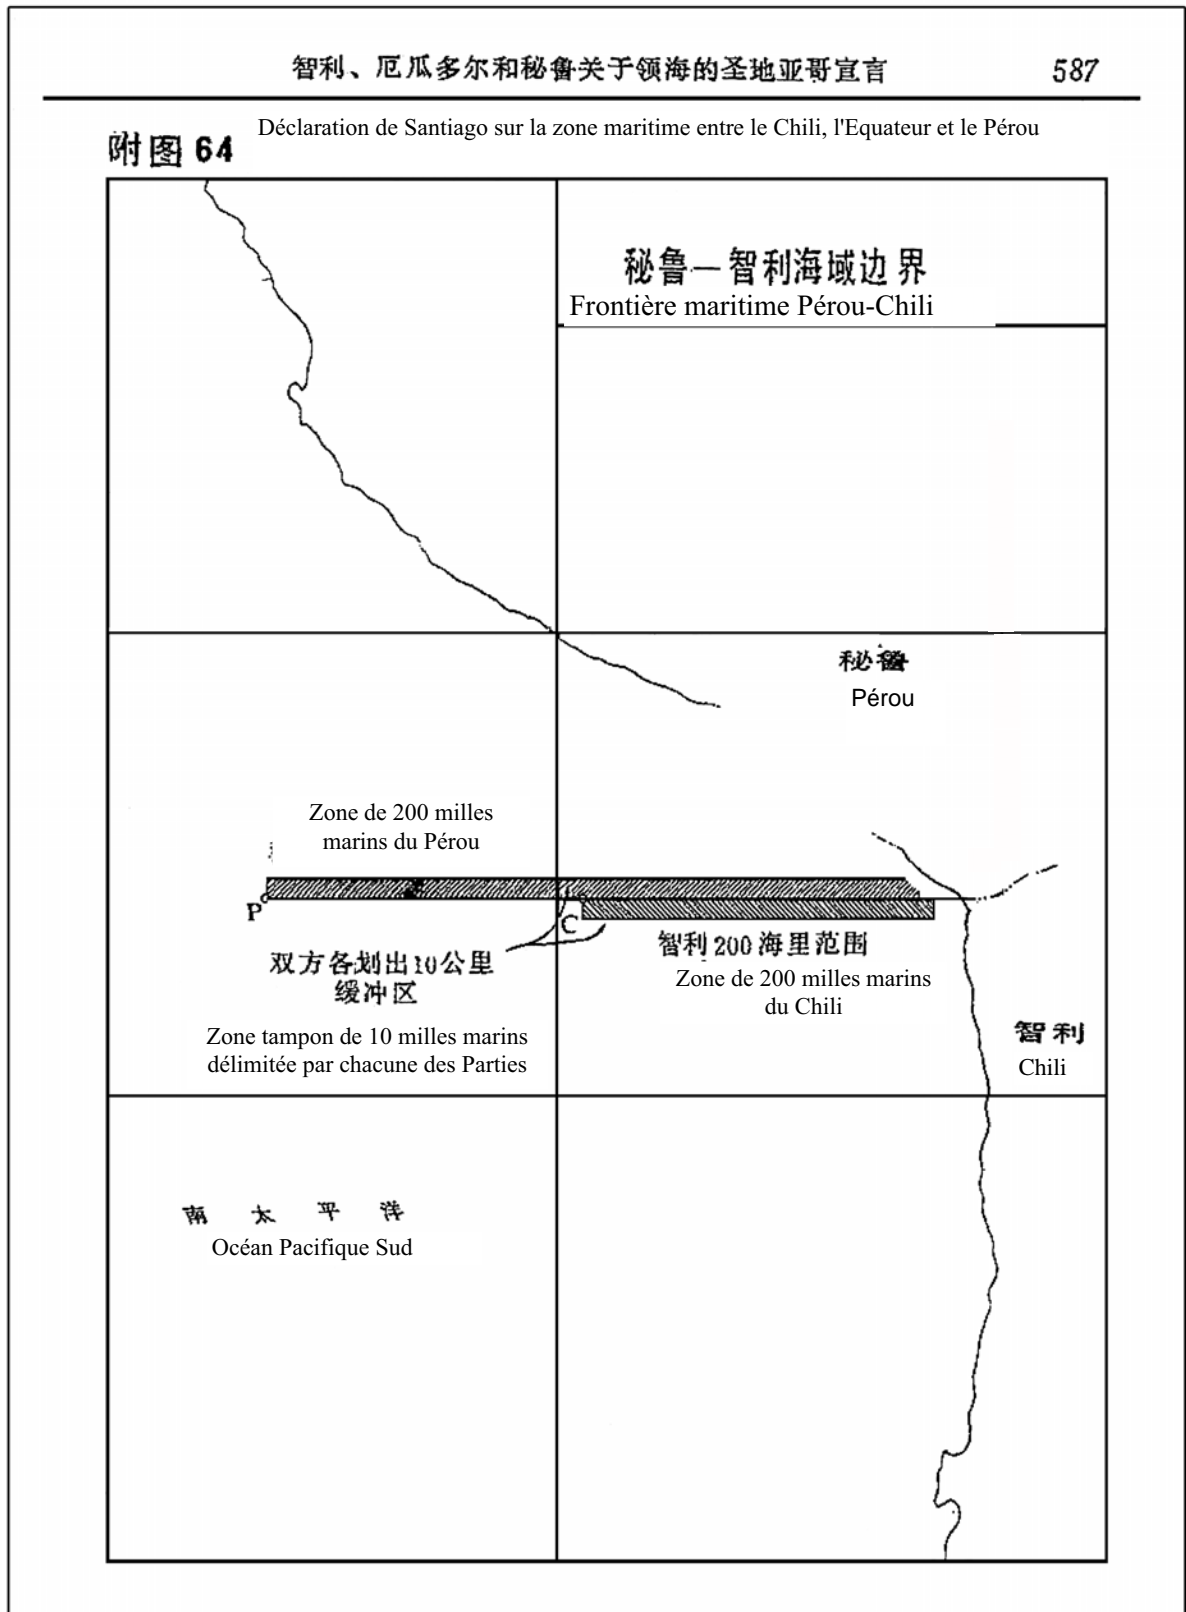 智利、厄瓜多尔和秘鲁关于领海的圣地亚哥宣言 587
Déclaration de Santiago sur la zone maritime entre le Chili, l'Equateur et le Pérou
附图 64
秘鲁—智利海域边界
Frontière maritime Pérou-Chili
秘鲁
Pérou
Zone de 200 milles
marins du Pérou
P
C
双方各划出10公里
缓冲区
Zone tampon de 10 milles marins
délimitée par chacune des Parties
智利200海里范围
Zone de 200 milles marins
du Chili
智利
Chili
南太平洋
Océan Pacifique Sud